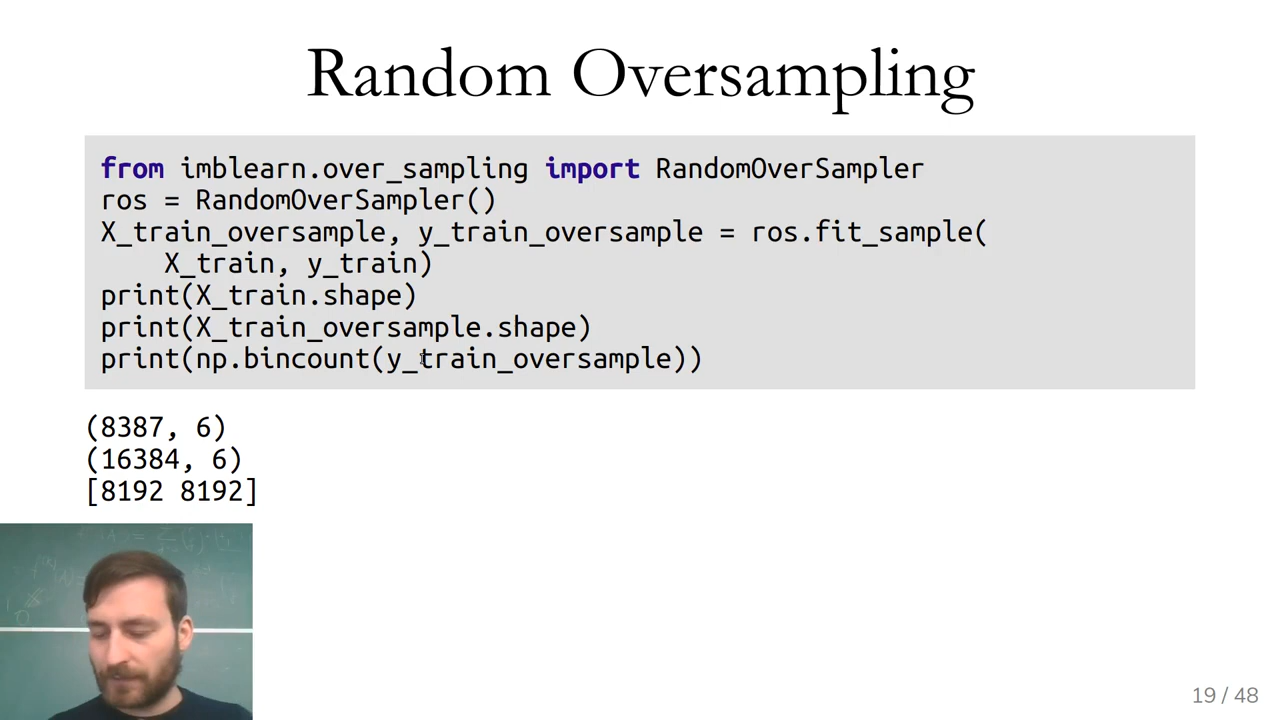 Random Oversampling
from imblearn.over_sampling import RandomOverSampler
ros = RandomOverSampler()
X_train_oversample, y_train_oversample = ros.fit_sample(
    X_train, y_train)
print(X_train.shape)
print(X_train_oversample.shape)
print(np.bincount(y_train_oversample))
(8387, 6)
(16384, 6)
[8192 8192]
19 / 48